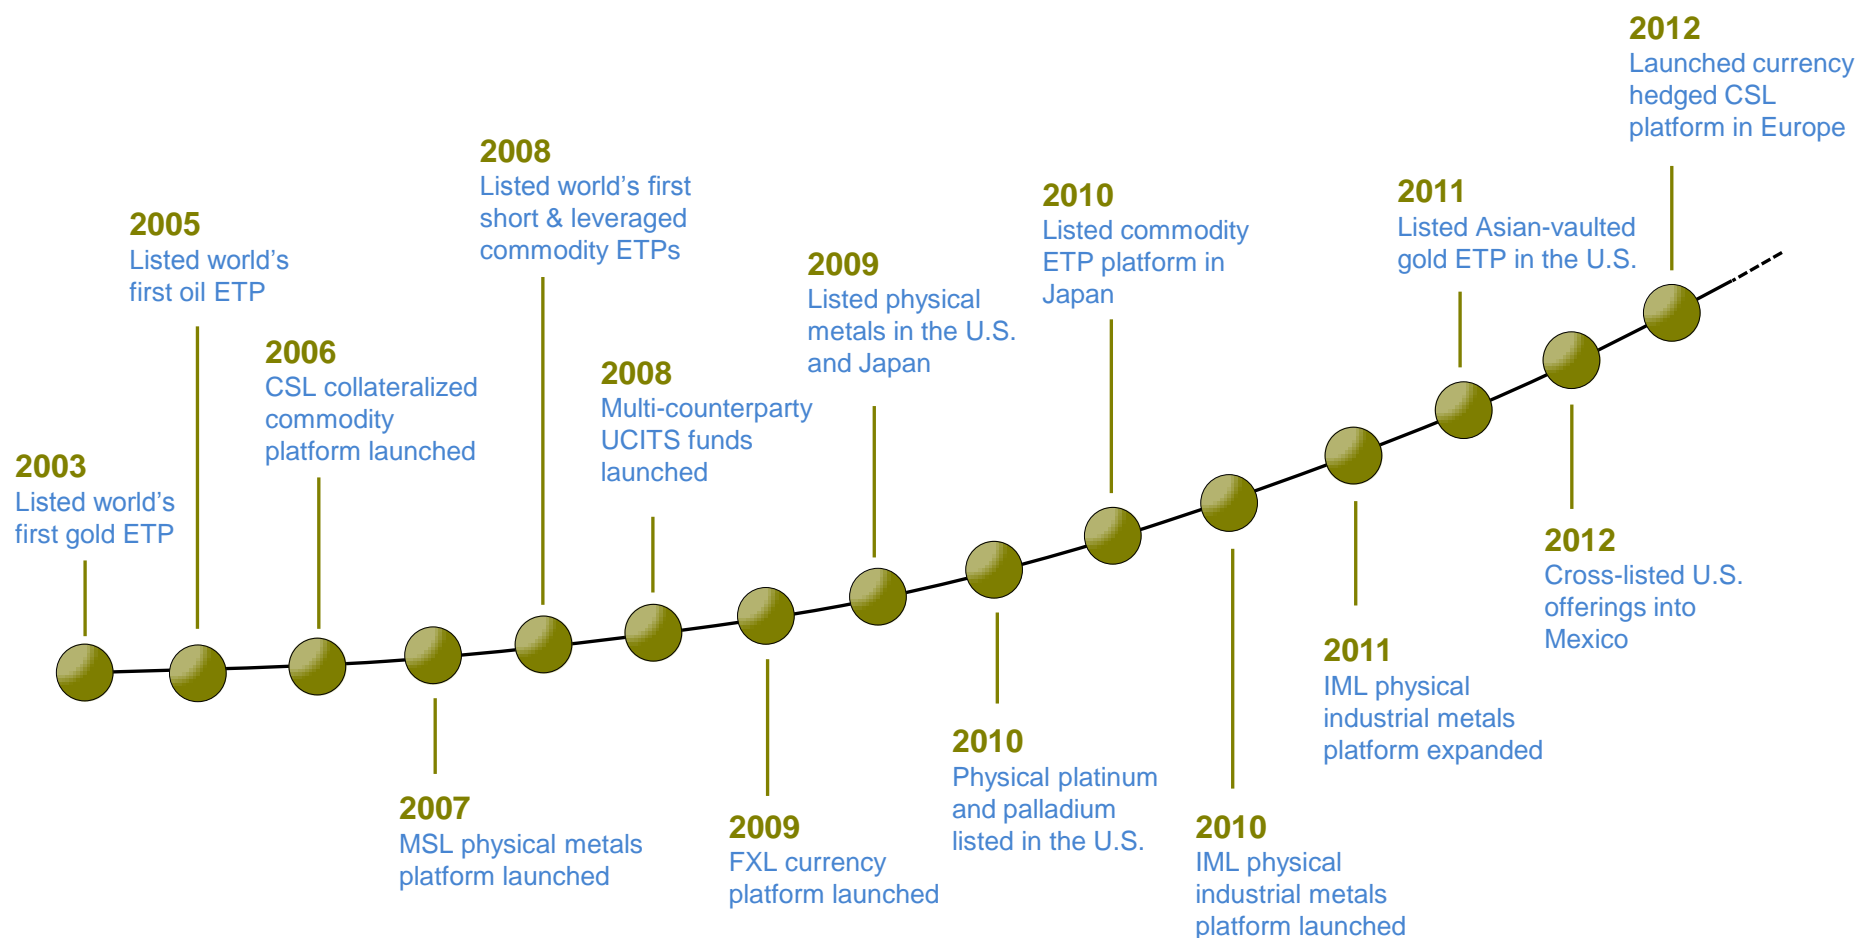 2003
Listed world’s
first gold ETP
2005
Listed world’s
first oil ETP
2006
CSL collateralized
commodity
platform launched
2007
MSL physical metals
platform launched
2008
Listed world’s first
short & leveraged
commodity ETPs
2008
Multi-counterparty
UCITS funds
launched
2009
FXL currency
platform launched
2009
Listed physical
metals in the U.S.
and Japan
2010
Physical platinum
and palladium
listed in the U.S.
2010
Listed commodity
ETP platform in
Japan
2010
IML physical
industrial metals
platform launched
2011
IML physical
industrial metals
platform expanded
2011
Listed Asian-vaulted
gold ETP in the U.S.
2012
Cross-listed U.S.
offerings into
Mexico
2012
Launched currency
hedged CSL
platform in Europe